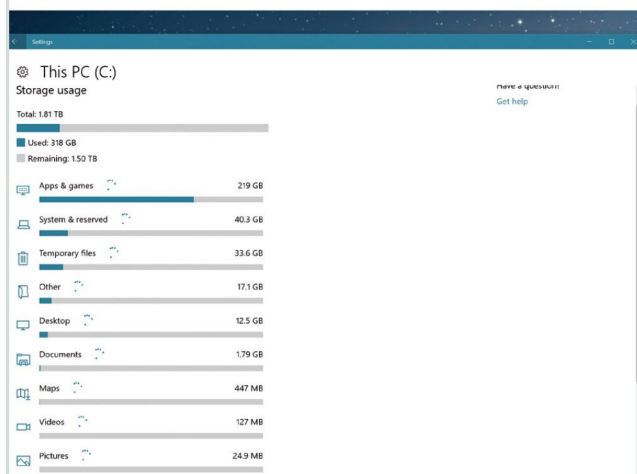 Settings
This PC (C:)
Storage usage
Have a question?
Get help
Total: 1.81 TB
Used: 318 GB
Remaining: 1.50 TB
Apps & games 219 GB
System & reserved 40.3 GB
Temporary files 33.6 GB
Other 17.1 GB
Desktop 12.5 GB
Documents 1.79 GB
Maps 447 MB
Videos 127 MB
Pictures 24.9 MB